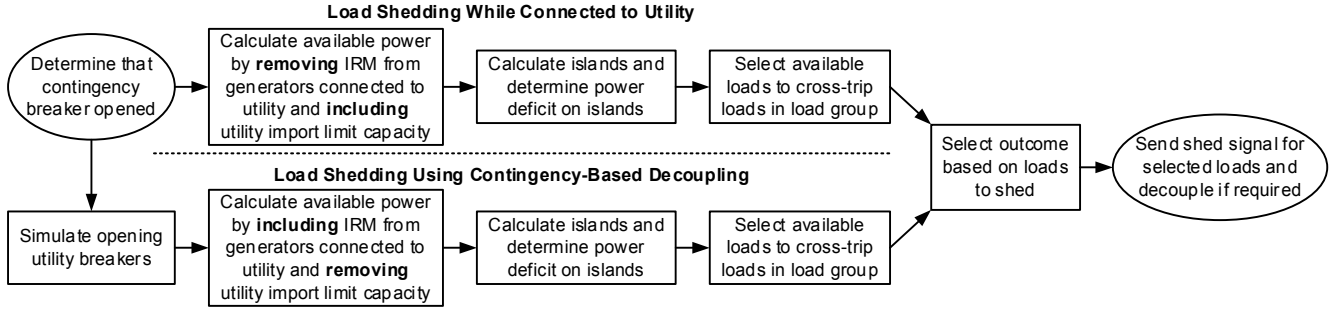 Load Shedding While Connected to Utility
Determine that
contingency
breaker opened
Calculate available power
by removing IRM from
generators connected to
utility and including
utility import limit capacity
Calculate islands and
determine power
deficit on islands
Select available
loads to cross-trip
loads in load group
Load Shedding Using Contingency-Based Decoupling
Simulate opening
utility breakers
Calculate available power
by including IRM from
generators connected to
utility and removing
utility import limit capacity
Calculate islands and
determine power
deficit on islands
Select available
loads to cross-trip
loads in load group
Select outcome
based on loads
to shed
Send shed signal for
selected loads and
decouple if required